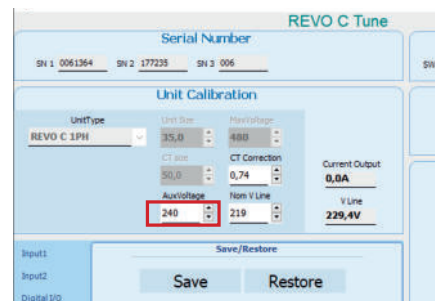 REVO C Tune
Serial Number
SN 1 0061364 SN 2 177235 SN 3 006
SW
Unit Calibration
UnitType Unit Size MaxVoltage
REVO C 1PH 35,0 480
CT size CT Correction
50,0 0,74
Current Output
0,0A
AuxVoltage Nom V Line
240 219
V Line
229,4V
Input1
Input2
Digital I/O
Save/Restore
Save Restore